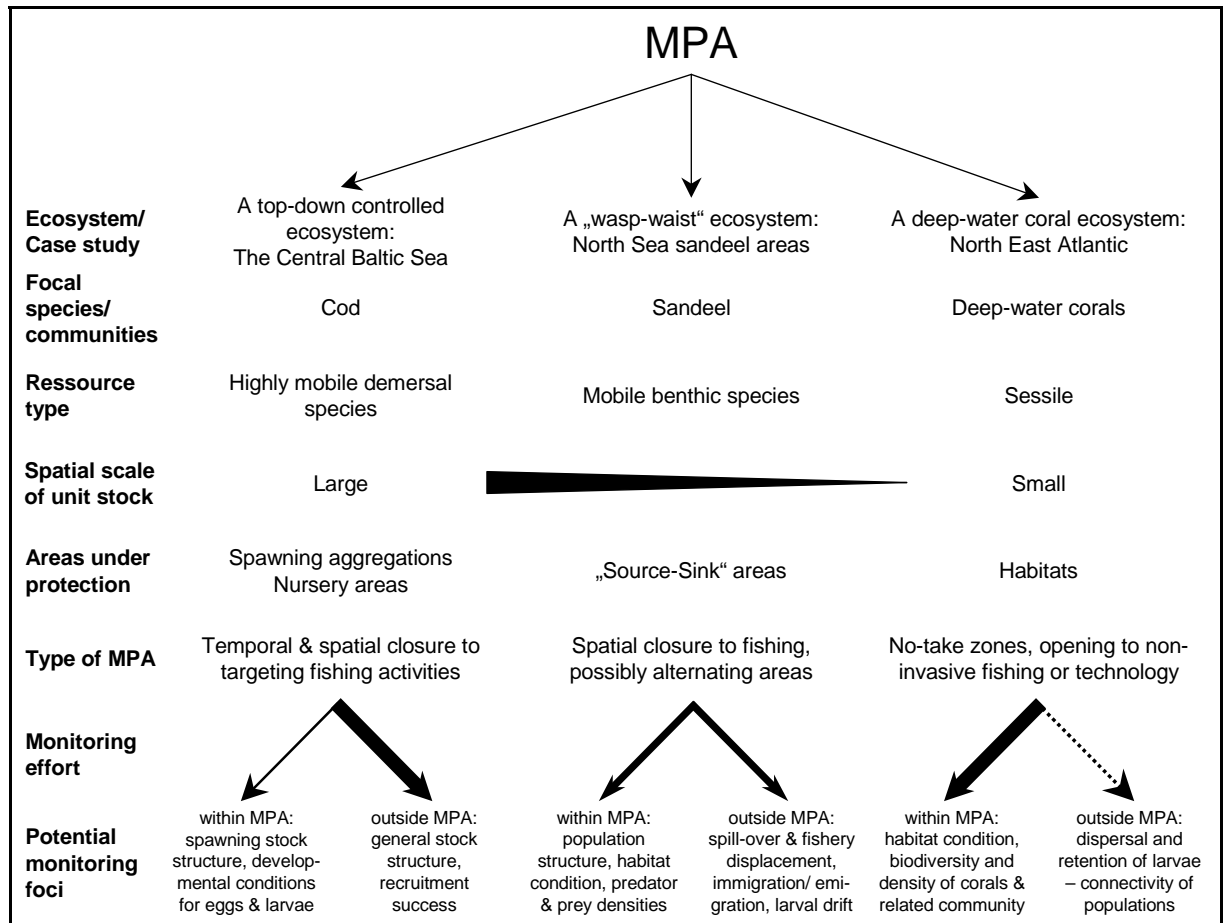 MPA
Ecosystem/
Case study
A top-down controlled
ecosystem:
The Central Baltic Sea
A „wasp-waist“ ecosystem:
North Sea sandeel areas
A deep-water coral ecosystem:
North East Atlantic
Focal
species/
communities
Cod
Sandeel
Deep-water corals
Ressource
type
Highly mobile demersal
species
Mobile benthic species
Sessile
Spatial scale
of unit stock
Large
Small
Areas under
protection
Spawning aggregations
Nursery areas
„Source-Sink“ areas
Habitats
Type of MPA
Temporal & spatial closure to
targeting fishing activities
Spatial closure to fishing,
possibly alternating areas
No-take zones, opening to non-
invasive fishing or technology
Monitoring
effort
Potential
monitoring
foci
within MPA:
spawning stock
structure, develop-
mental conditions
for eggs & larvae
outside MPA:
general stock
structure,
recruitment
success
within MPA:
population
structure, habitat
condition, predator
& prey densities
outside MPA:
spill-over & fishery
displacement,
immigration/ emi-
gration, larval drift
within MPA:
habitat condition,
biodiversity and
density of corals &
related community
outside MPA:
dispersal and
retention of larvae
– connectivity of
populations